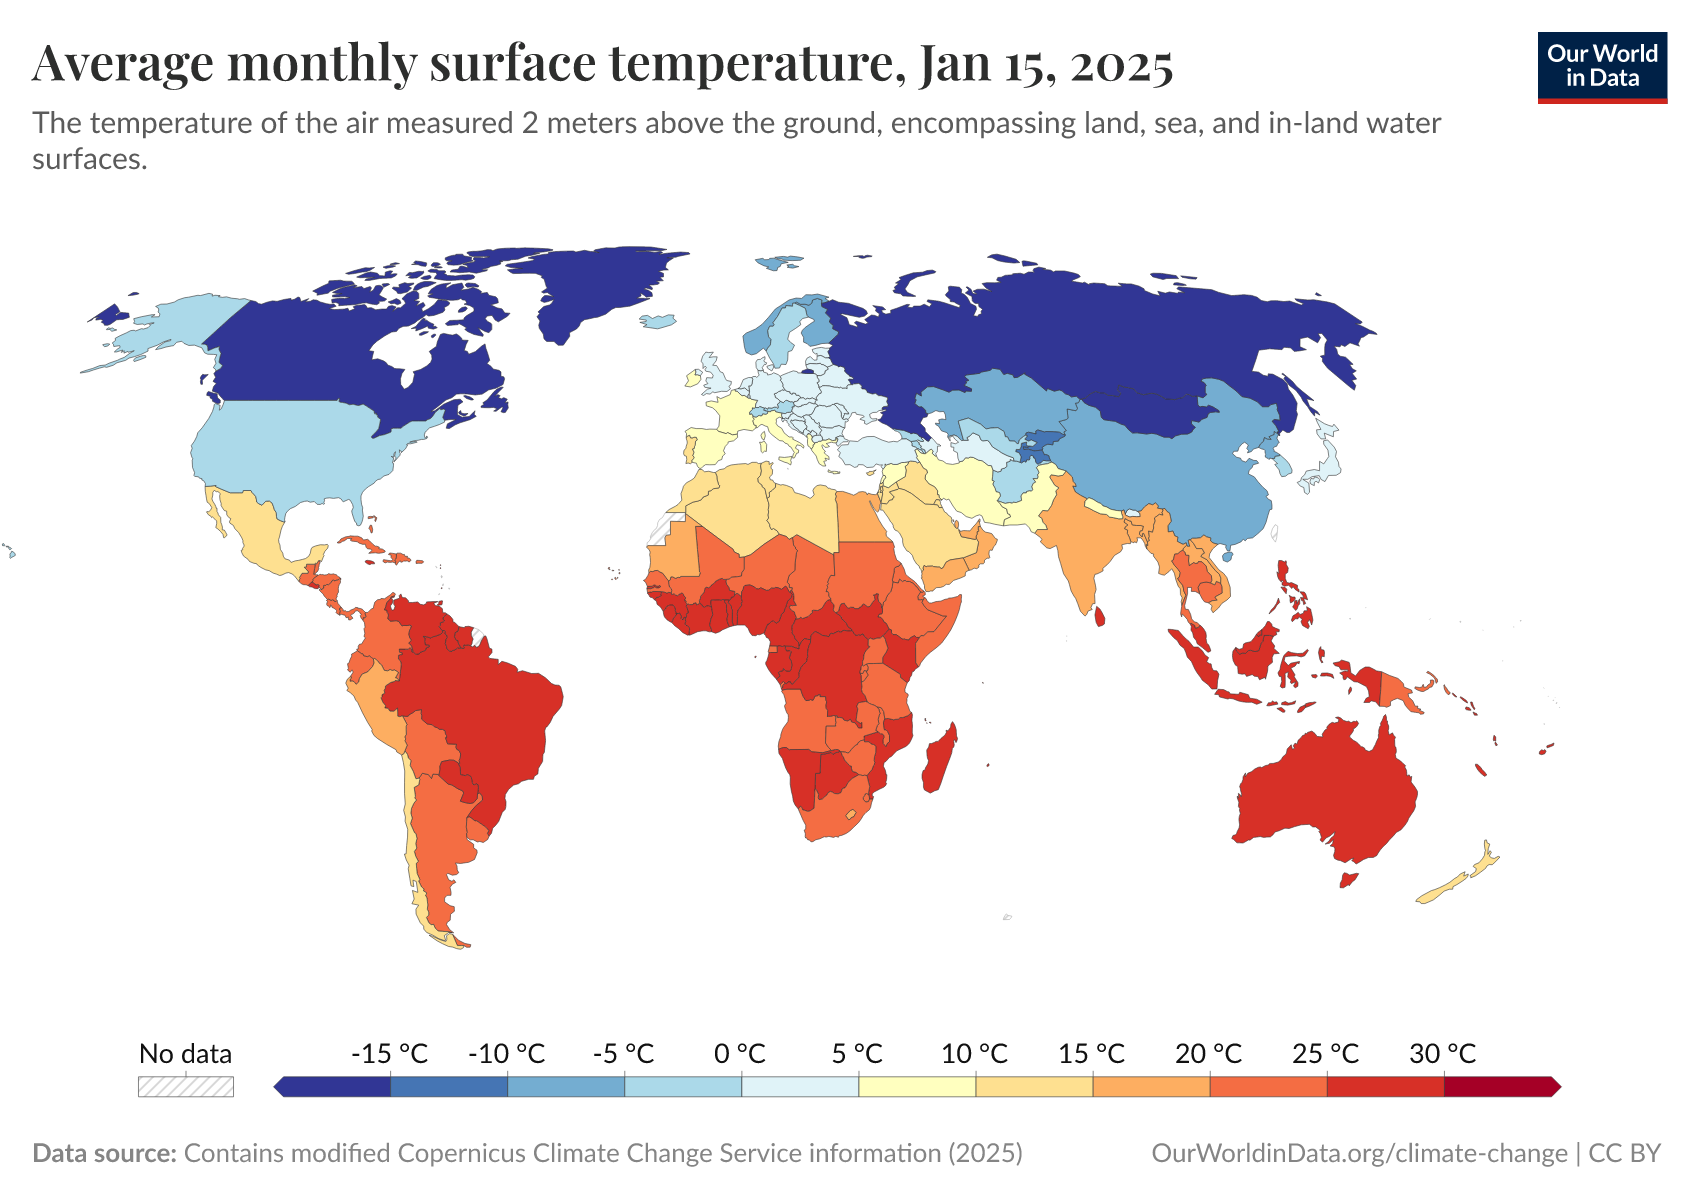 Average monthly surface temperature, Jan 15, 2025
Our World
in Data
The temperature of the air measured 2 meters above the ground, encompassing land, sea, and in-land water
surfaces.
No data
-15 °C
-10 °C
-5 °C
0 °C
5 °C
10 °C
15 °C
20 °C
25 °C
30 °C
Data source: Contains modified Copernicus Climate Change Service information (2025)
OurWorldinData.org/climate-change | CC BY